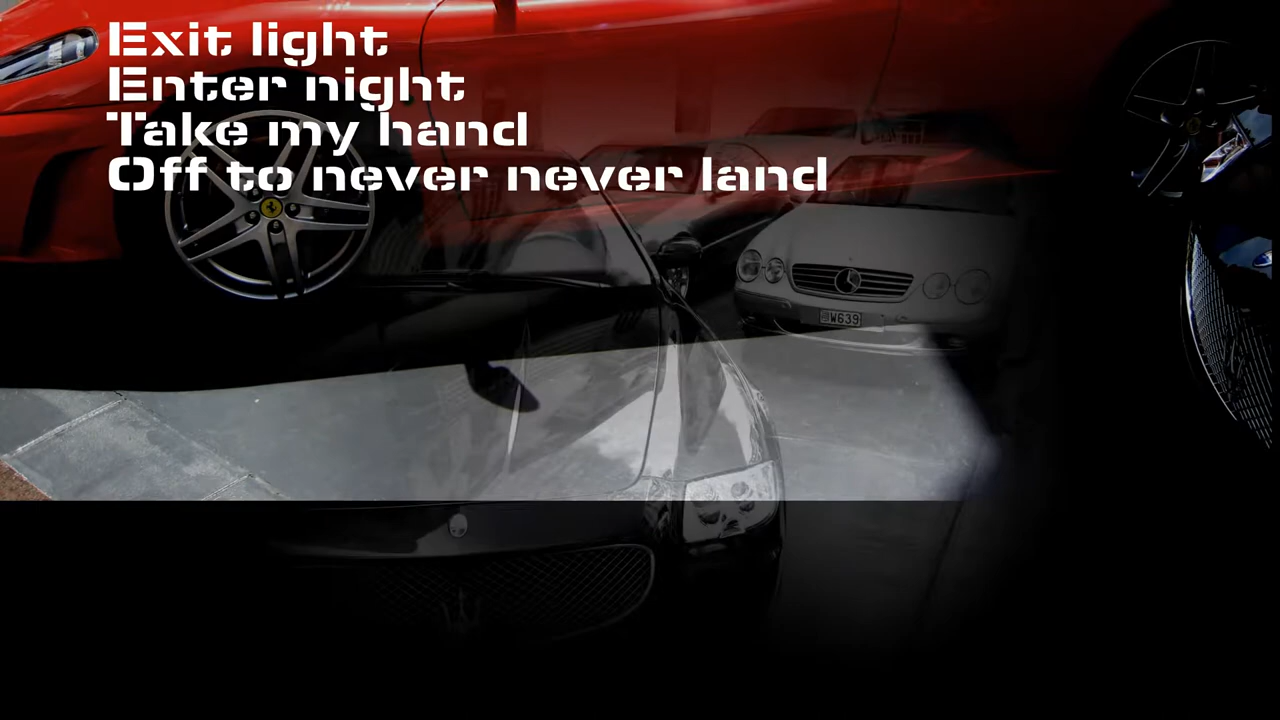 Exit light
Enter night
Take my hand
Off to never never land
W639